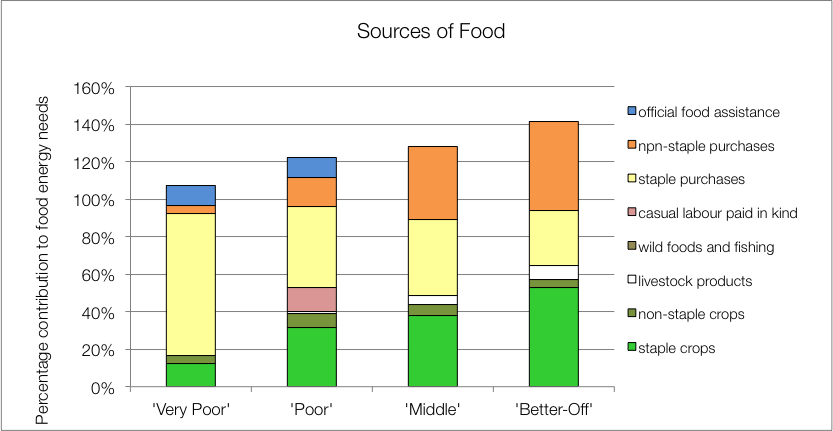 Sources of Food
Percentage contribution to food energy needs
160%
140%
120%
100%
80%
60%
40%
20%
0%
'Very Poor'
'Poor'
'Middle'
'Better-Off'
official food assistance
npn-staple purchases
staple purchases
casual labour paid in kind
wild foods and fishing
livestock products
non-staple crops
staple crops